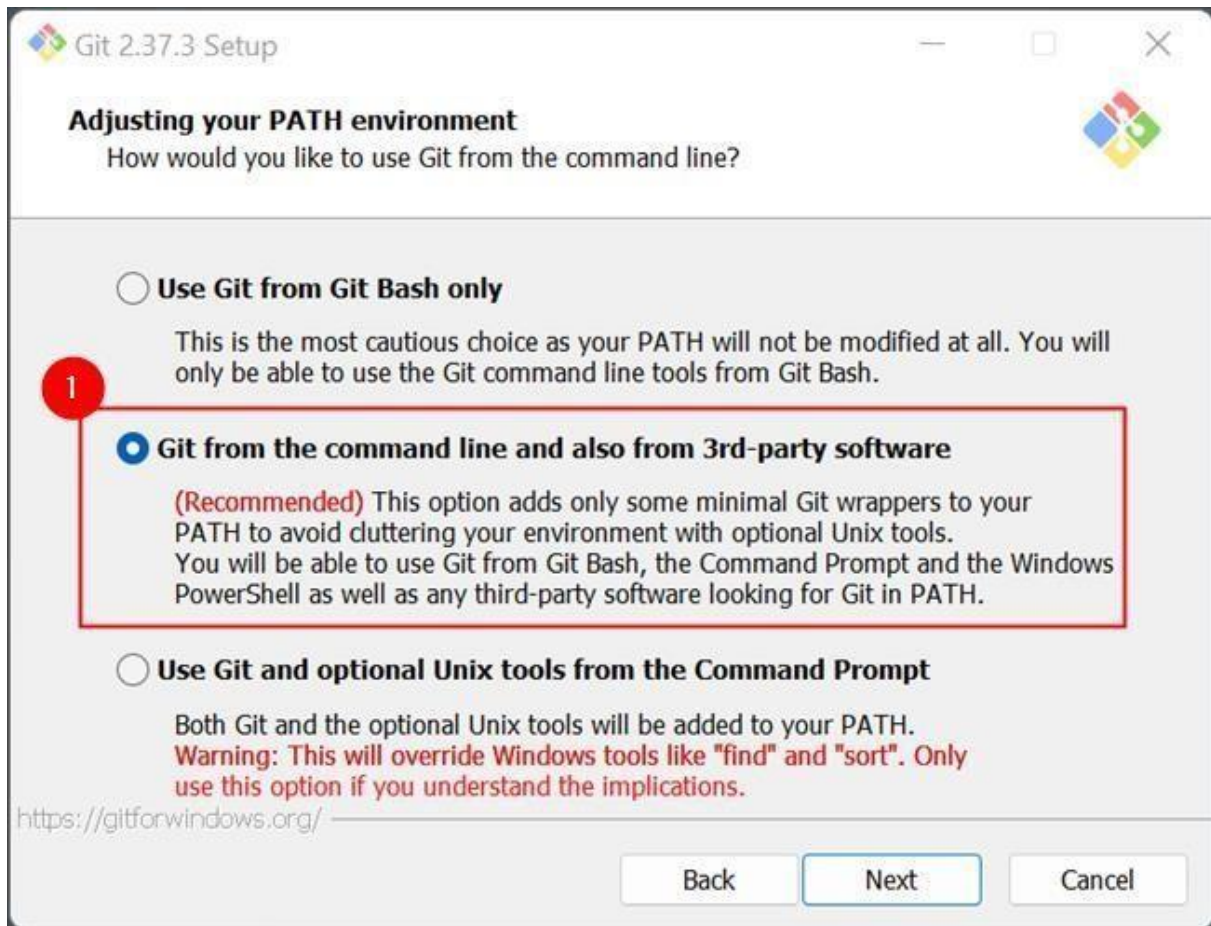 Git 2.37.3 Setup
Adjusting your PATH environment
How would you like to use Git from the command line?
Use Git from Git Bash only
This is the most cautious choice as your PATH will not be modified at all. You will
only be able to use the Git command line tools from Git Bash.
1
Git from the command line and also from 3rd-party software
(Recommended) This option adds only some minimal Git wrappers to your
PATH to avoid cluttering your environment with optional Unix tools.
You will be able to use Git from Git Bash, the Command Prompt and the Windows
PowerShell as well as any third-party software looking for Git in PATH.
Use Git and optional Unix tools from the Command Prompt
Both Git and the optional Unix tools will be added to your PATH.
Warning: This will override Windows tools like "find" and "sort". Only
use this option if you understand the implications.
https://gitforwindows.org/
Back Next Cancel